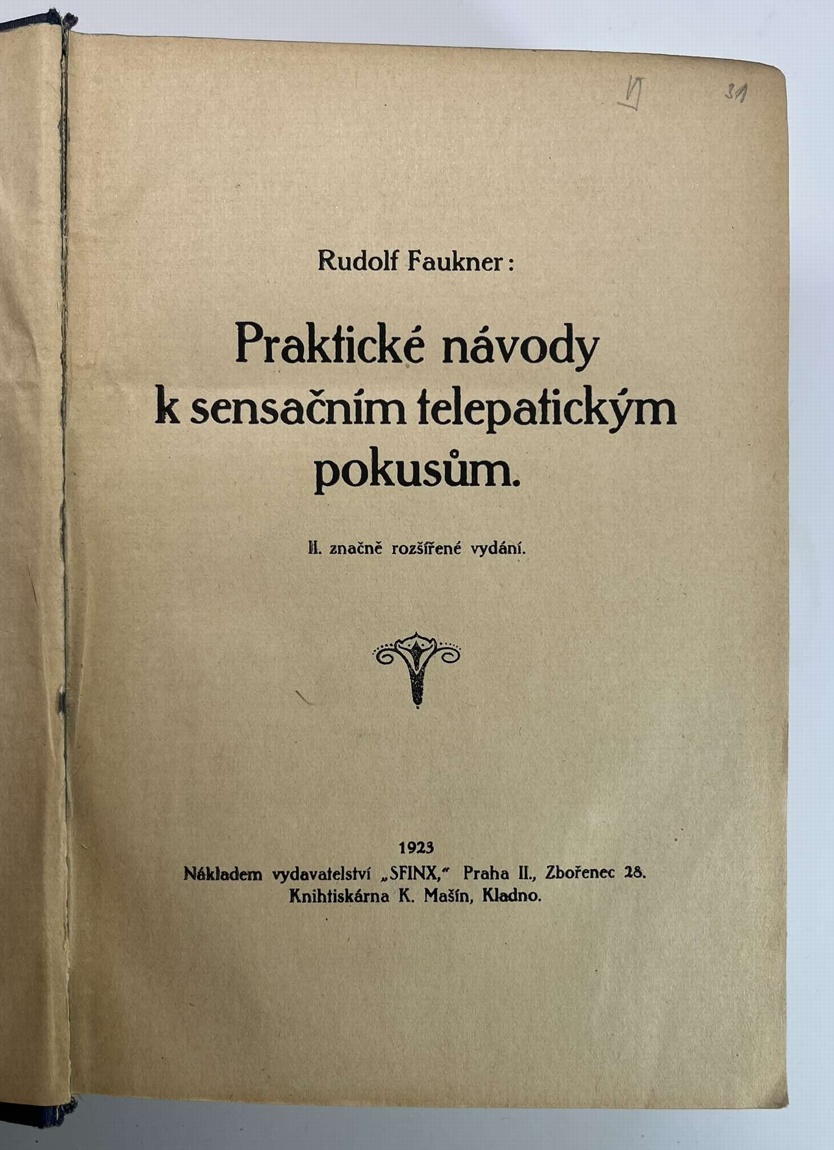 31
Rudolf Faukner:
Praktické návody
k sensačním telepatickým
pokusům.
II. značně rozšířené vydání.
1923
Nákladem vydavatelství „SFINX,“ Praha II., Zbořenec 28.
Knihtiskárna K. Mašín, Kladno.